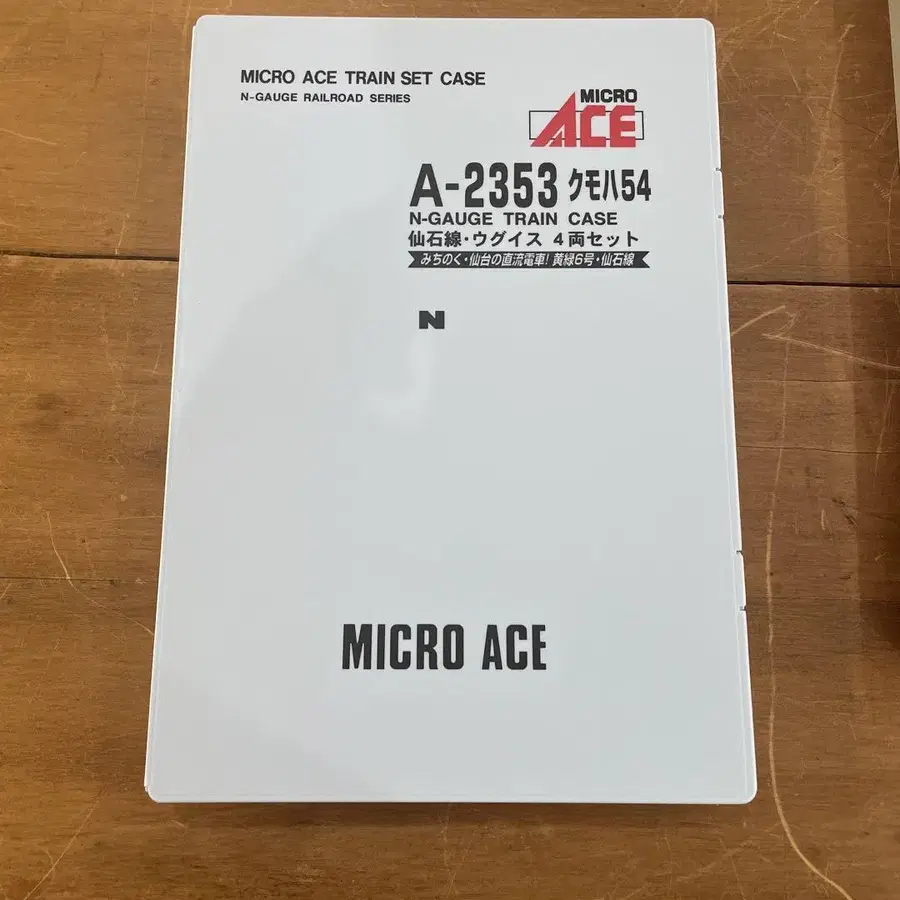 MICRO ACE TRAIN SET CASE
N-GAUGE RAILROAD SERIES
MICRO
ACE
A-2353 クモハ54
N-GAUGE TRAIN CASE
仙石線・ウグイス 4両セット
みちのく・仙台の直流電車!黄緑6号・仙石線
N
MICRO ACE